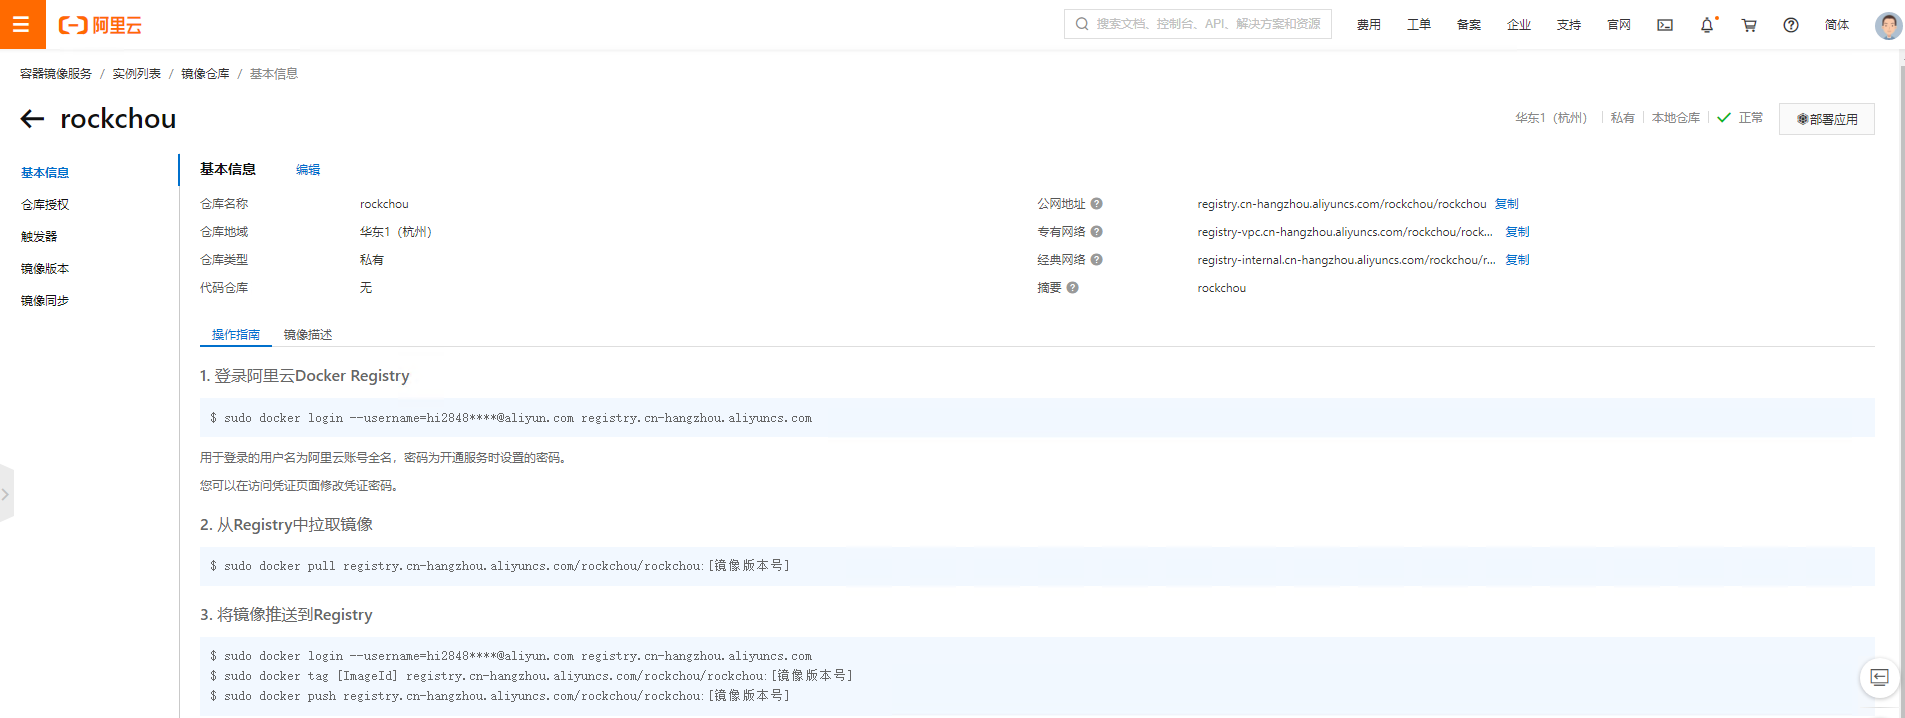 阿里云
搜索文档、控制台、API、解决方案和资源
费用 工单 备案 企业 支持 官网 简体
容器镜像服务 / 实例列表 / 镜像仓库 / 基本信息
rockchou
华东1（杭州） 私有 本地仓库 正常 部署应用
基本信息
仓库授权
触发器
镜像版本
镜像同步
基本信息 编辑
仓库名称 rockchou
仓库地域 华东1（杭州）
仓库类型 私有
代码仓库 无
公网地址 registry.cn-hangzhou.aliyuncs.com/rockchou/rockchou 复制
专有网络 registry-vpc.cn-hangzhou.aliyuncs.com/rockchou/rock... 复制
经典网络 registry-internal.cn-hangzhou.aliyuncs.com/rockchou/r... 复制
摘要 rockchou
操作指南 镜像描述
1. 登录阿里云Docker Registry
$ sudo docker login --username=hi2848****@aliyun.com registry.cn-hangzhou.aliyuncs.com
用于登录的用户名为阿里云账号全名，密码为开通服务时设置的密码。
您可以在访问凭证页面修改凭证密码。
2. 从Registry中拉取镜像
$ sudo docker pull registry.cn-hangzhou.aliyuncs.com/rockchou/rockchou:[镜像版本号]
3. 将镜像推送到Registry
$ sudo docker login --username=hi2848****@aliyun.com registry.cn-hangzhou.aliyuncs.com
$ sudo docker tag [ImageId] registry.cn-hangzhou.aliyuncs.com/rockchou/rockchou:[镜像版本号]
$ sudo docker push registry.cn-hangzhou.aliyuncs.com/rockchou/rockchou:[镜像版本号]